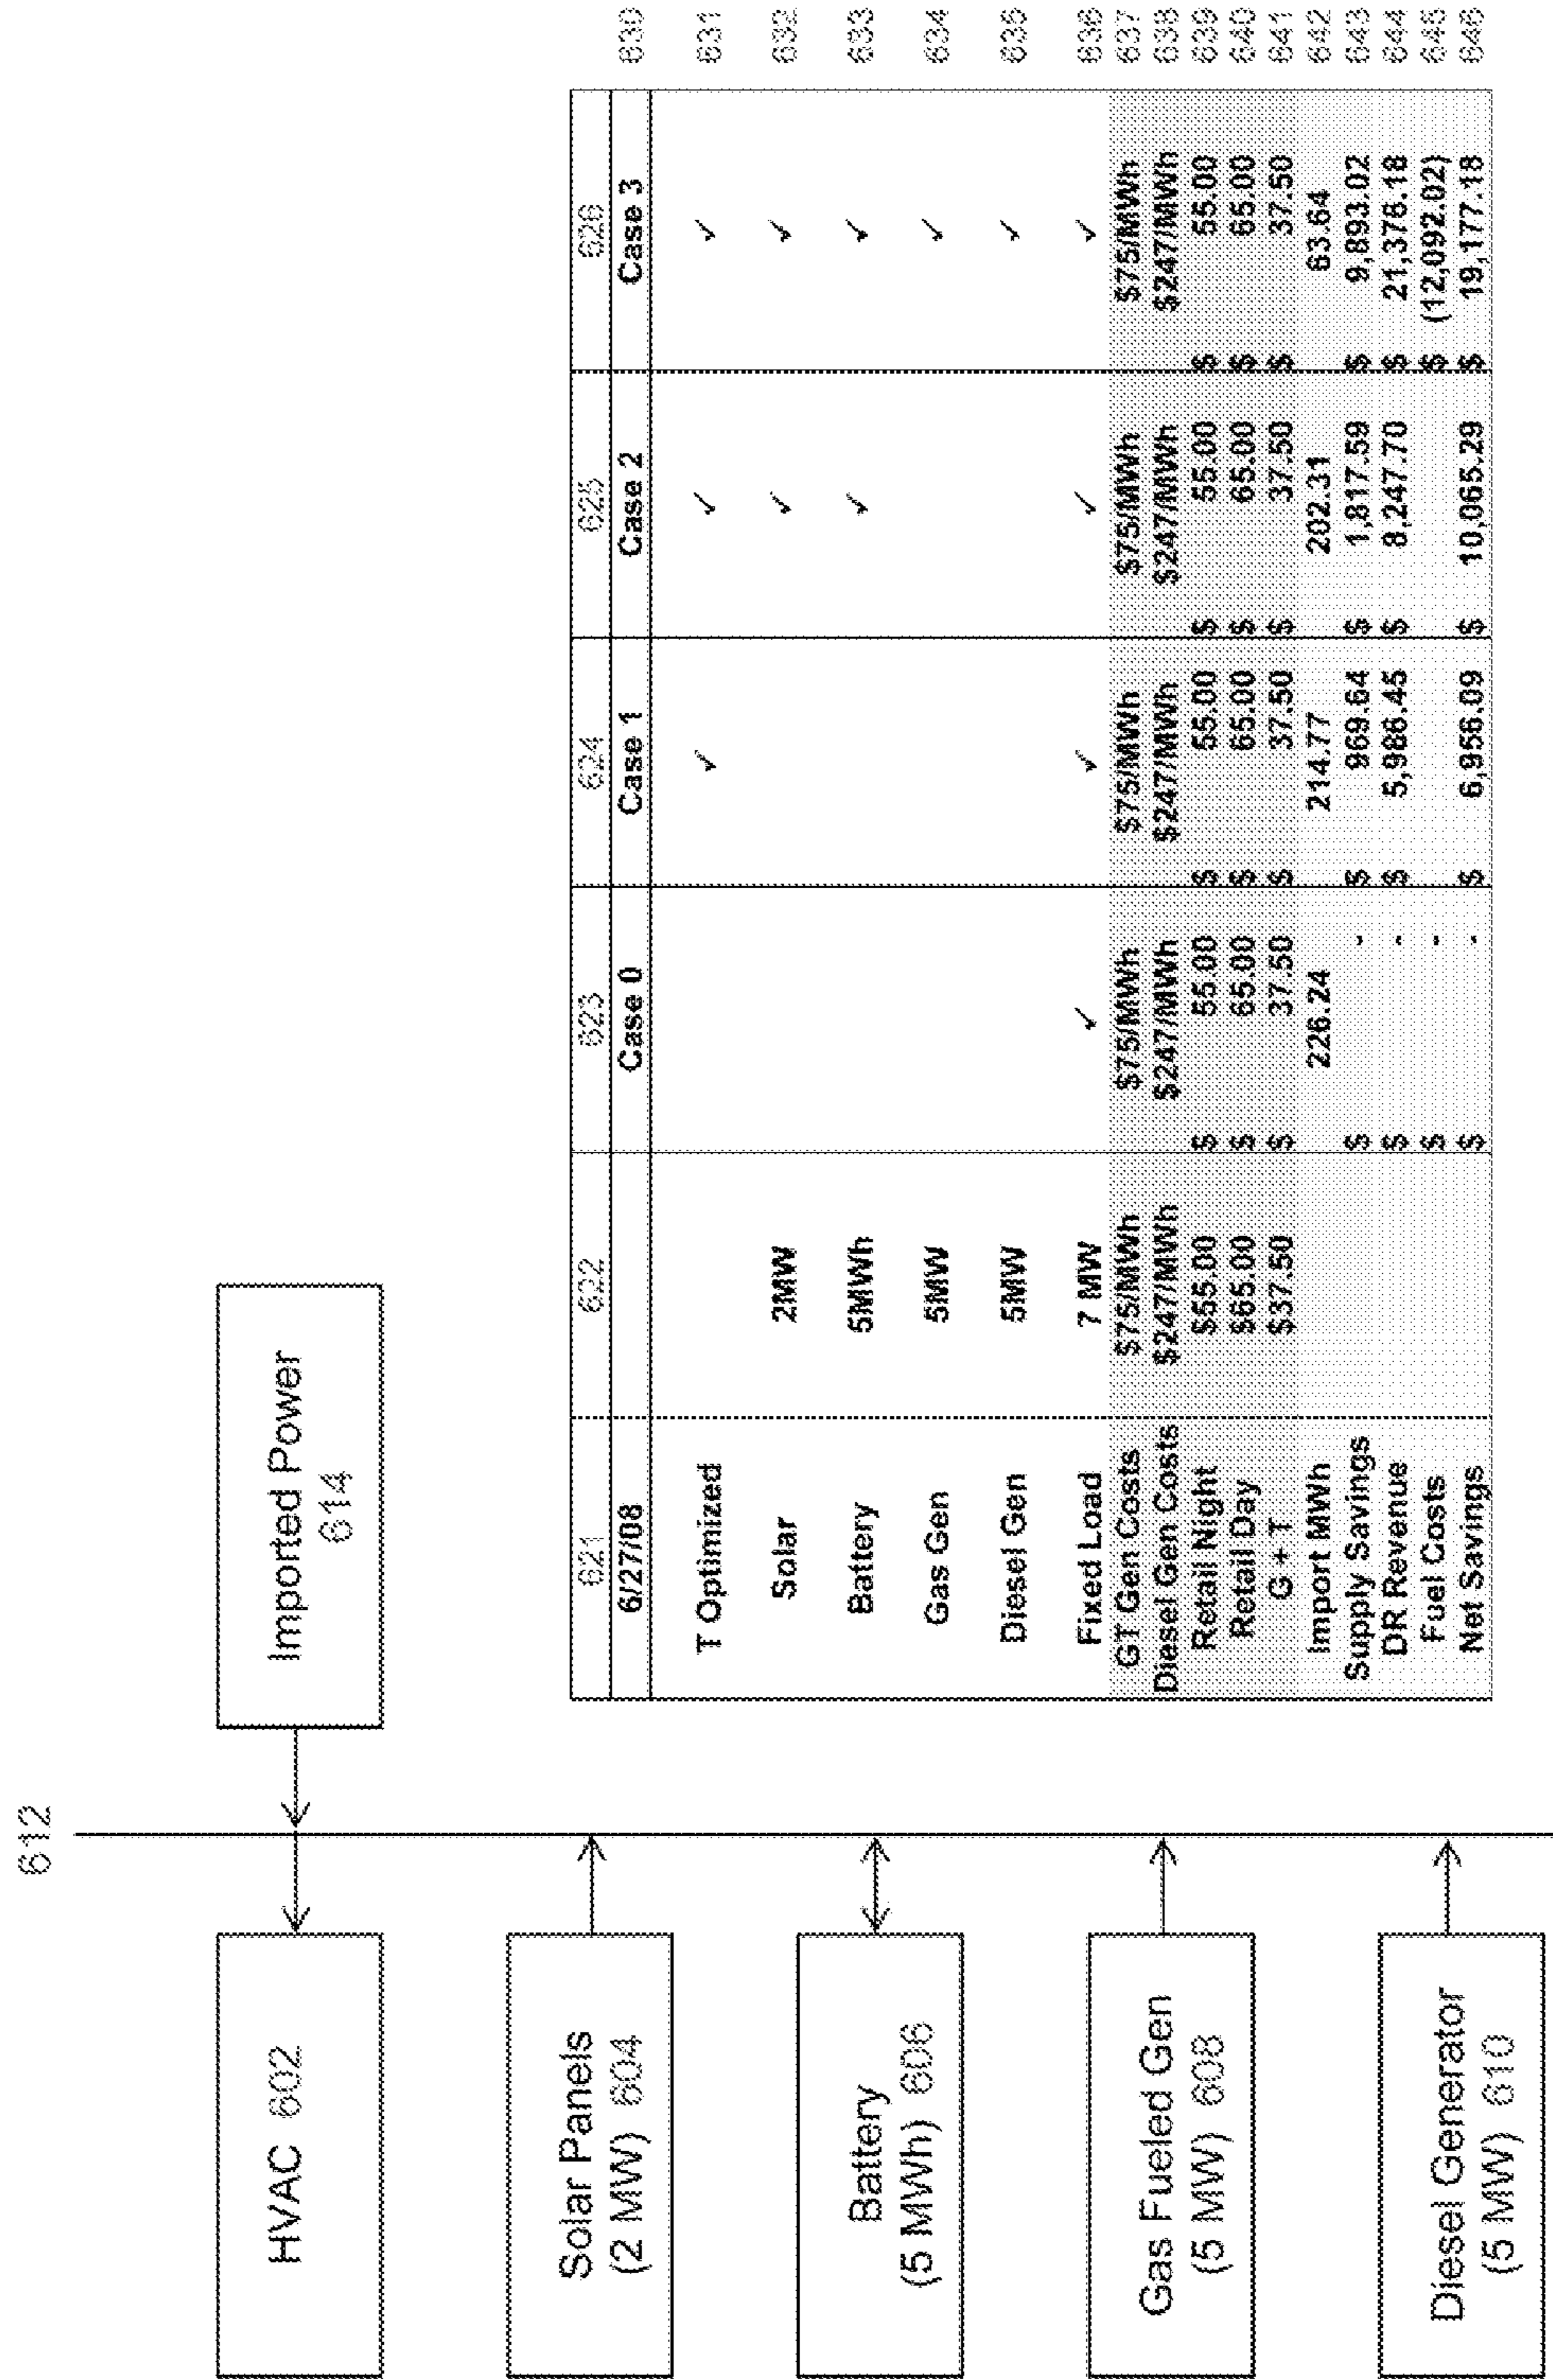 612
HVAC 602
Imported Power
614
Solar Panels
(2 MW) 604
Battery
(5 MWh) 606
Gas Fueled Gen
(5 MW) 608
Diesel Generator
(5 MW) 610
621 622 623 624 625 626
6/27/08 Case 0 Case 1 Case 2 Case 3 630
T Optimized ✓ ✓ ✓ 631
Solar 2MW ✓ ✓ 632
Battery 5MWh ✓ ✓ 633
Gas Gen 5MW ✓ 634
Diesel Gen 5MW ✓ 635
Fixed Load 7 MW ✓ ✓ ✓ ✓ 636
GT Gen Costs $75/MWh $75/MWh $75/MWh $75/MWh $75/MWh 637
Diesel Gen Costs $247/MWh $247/MWh $247/MWh $247/MWh $247/MWh 638
Retail Night $55.00 $ 55.00 $ 55.00 $ 55.00 $ 55.00 639
Retail Day $65.00 $ 65.00 $ 65.00 $ 65.00 $ 65.00 640
G + T $37.50 $ 37.50 $ 37.50 $ 37.50 $ 37.50 641
Import MWh 226.24 214.77 202.31 63.64 642
Supply Savings $ - $ 969.64 $ 1,817.59 $ 9,893.02 643
DR Revenue $ - $ 5,986.45 $ 8,247.70 $ 21,376.18 644
Fuel Costs $ - $ (12,092.02) 645
Net Savings $ - $ 6,956.09 $ 10,065.29 $ 19,177.18 646